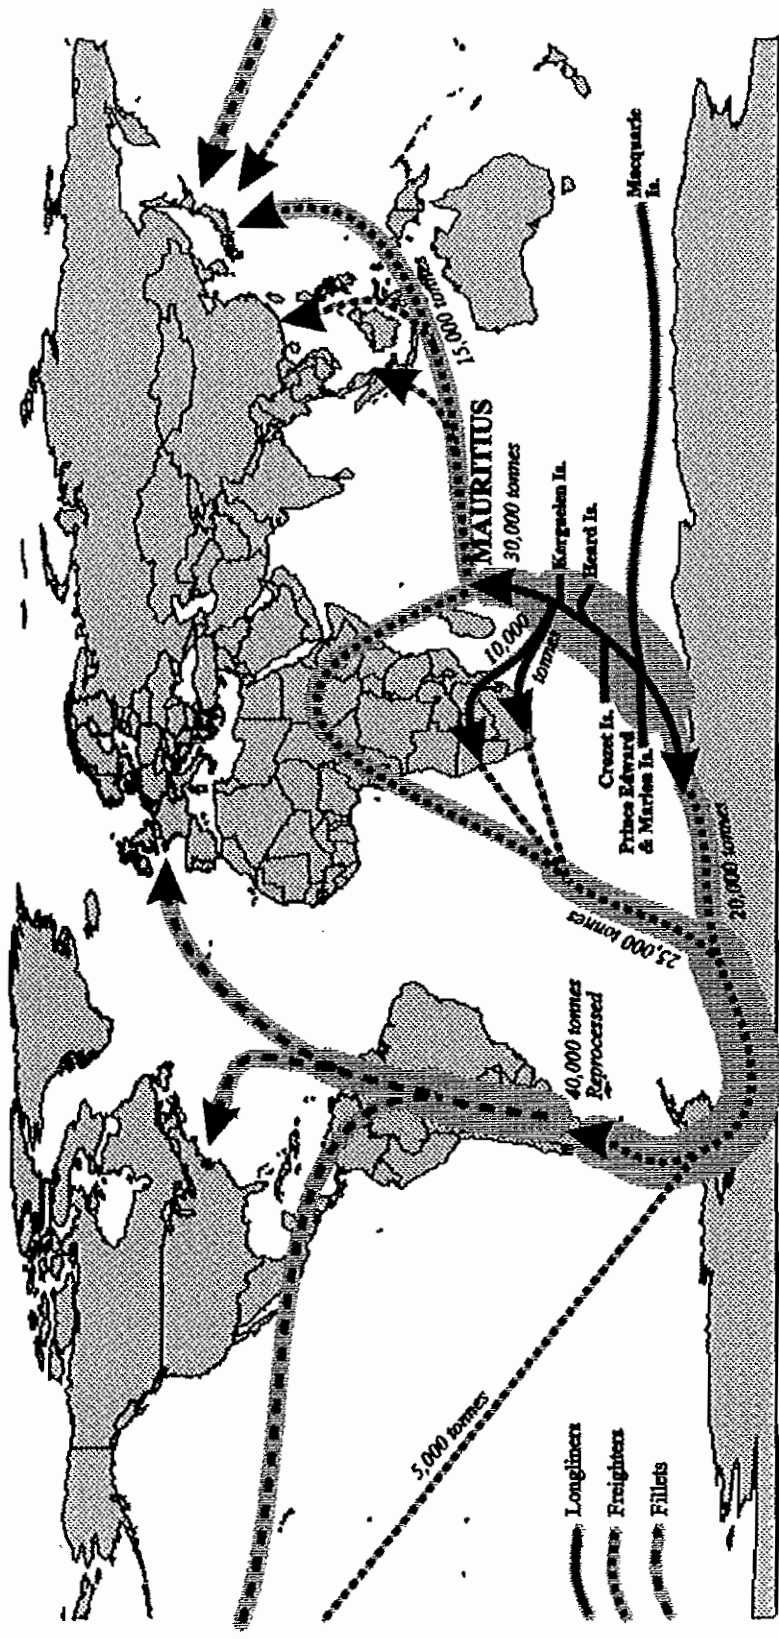 5,000 tonnes
Longliners
Freighters
Fillets
40,000 tonnes
Reprocessed
25,000 tonnes
20,000 tonnes
Crozet Is.
Prince Edward
& Marion Is.
10,000
tonnes
MAURITIUS
30,000 tonnes
Kerguelen Is.
Heard Is.
15,000 tonnes
Macquarie
Is.